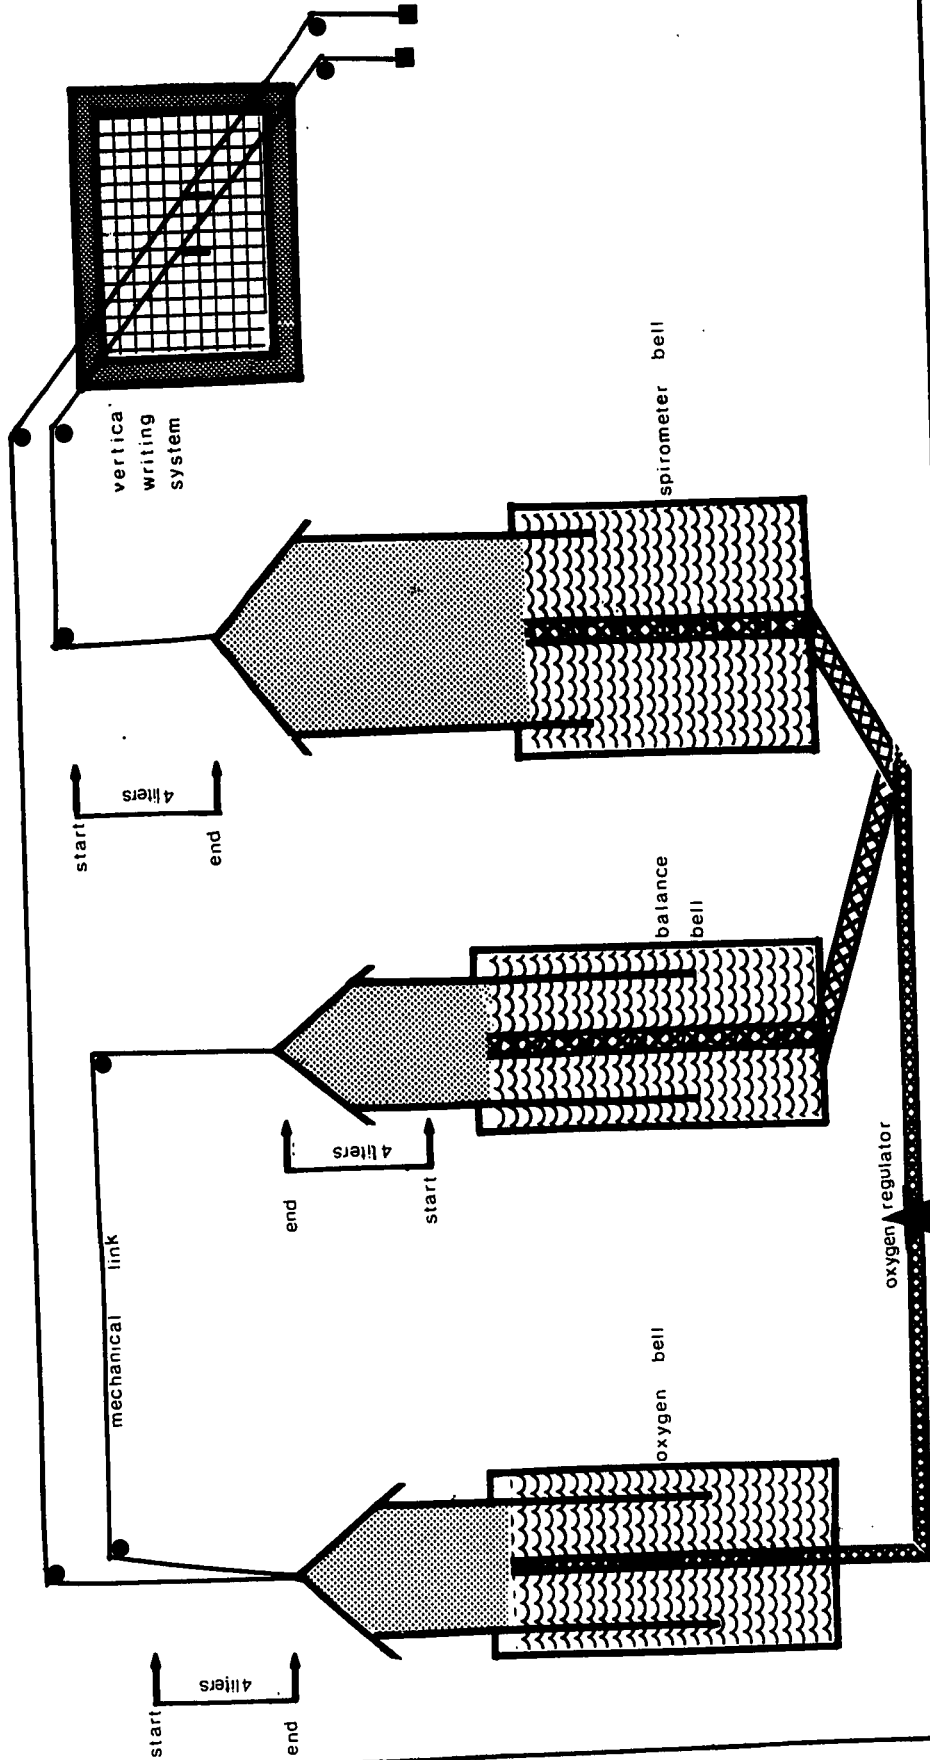 start
4 liters
end
oxygen bell
mechanical link
end
4 liters
start
balance
bell
oxygen regulator
start
4 liters
end
spirometer bell
vertica'
writing
system